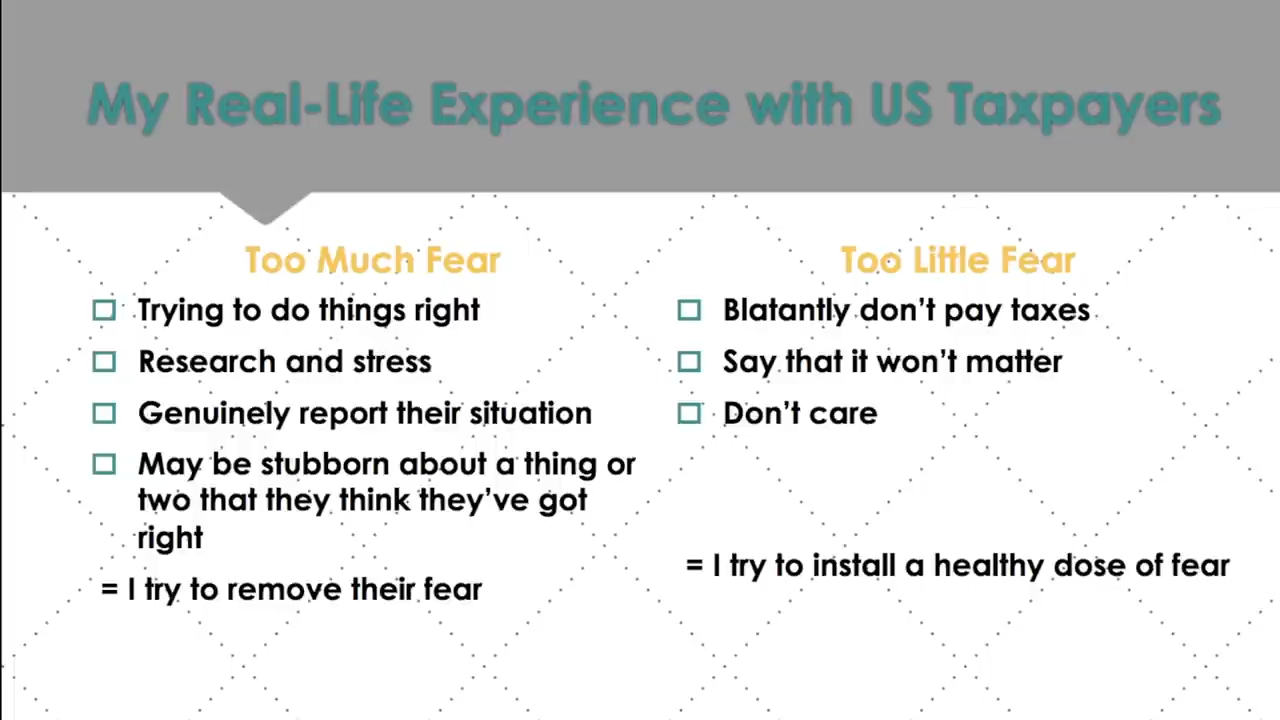 My Real-Life Experience with US Taxpayers
Too Much Fear
Trying to do things right
Research and stress
Genuinely report their situation
May be stubborn about a thing or
two that they think they've got
right
= I try to remove their fear
Too Little Fear
Blatantly don't pay taxes
Say that it won't matter
Don't care
= I try to install a healthy dose of fear